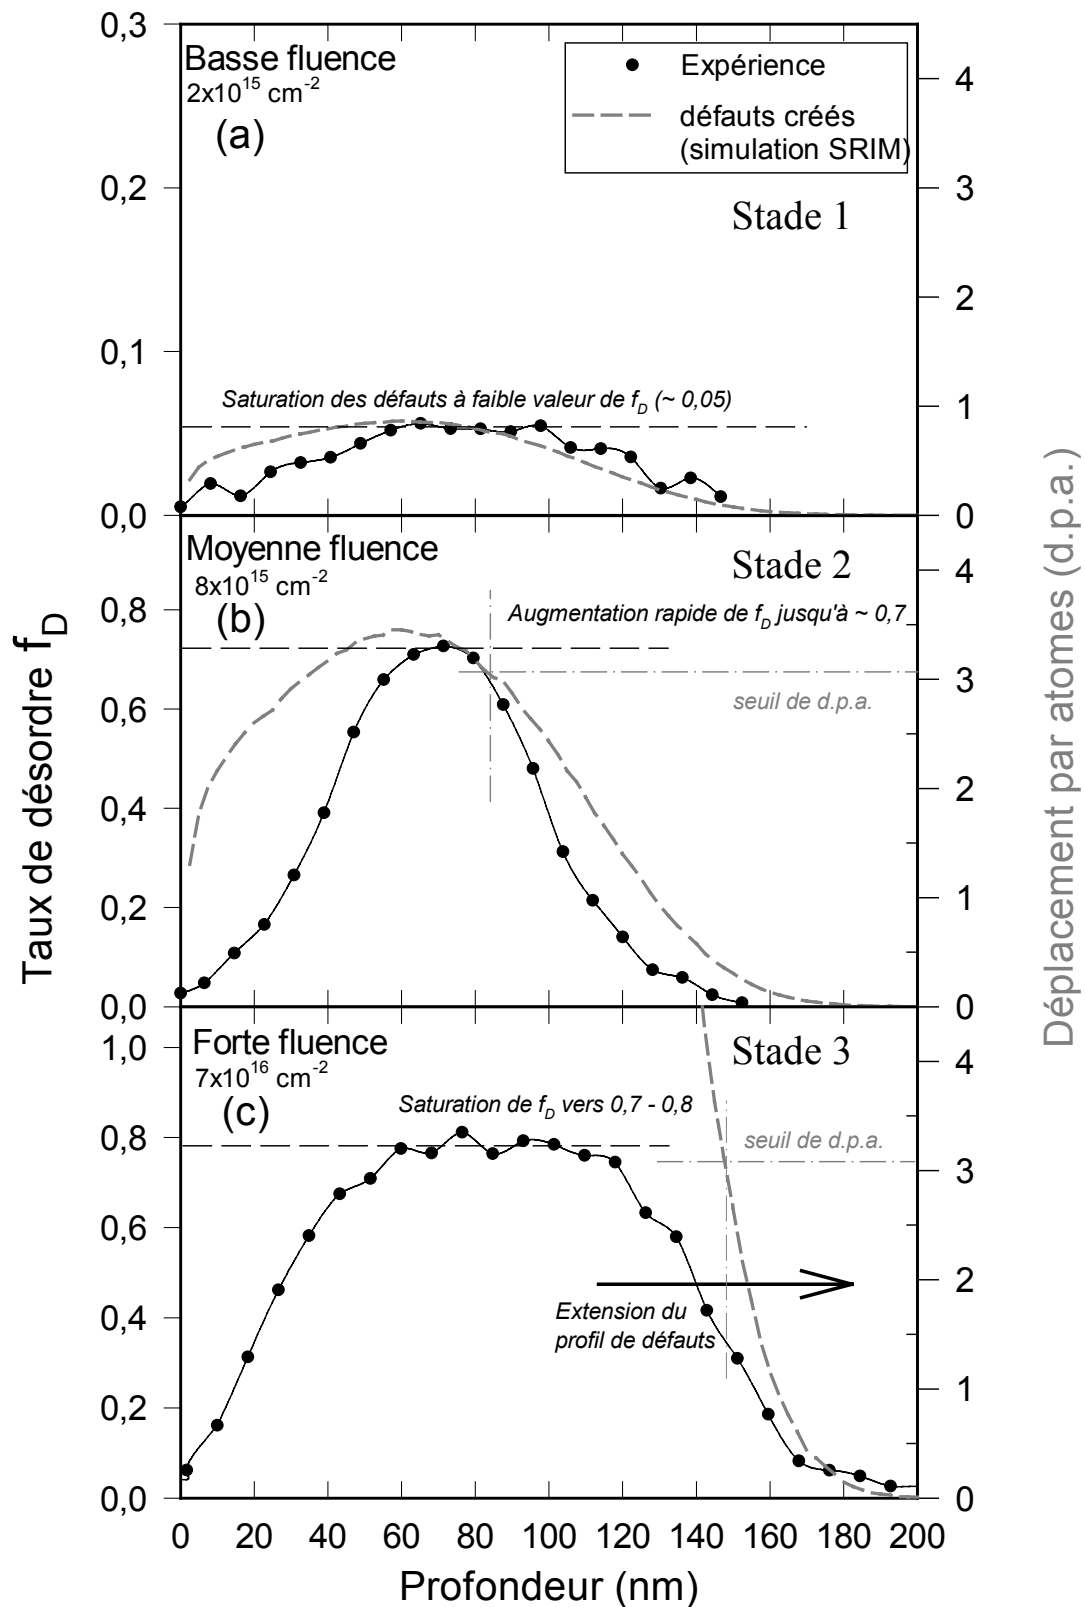 0,3
Basse fluence
2x10^15 cm^-2
(a)
Expérience
défauts créés
(simulation SRIM)
4
0,2
Stade 1
3
2
0,1
Saturation des défauts à faible valeur de f_D (~ 0,05)
1
0,0
0
Moyenne fluence
8x10^15 cm^-2
(b)
Stade 2
4
0,8
Augmentation rapide de f_D jusqu'à ~ 0,7
3
seuil de d.p.a.
0,6
2
0,4
0,2
1
0,0
0
1,0
Forte fluence
7x10^16 cm^-2
(c)
Stade 3
4
Saturation de f_D vers 0,7 - 0,8
0,8
seuil de d.p.a.
3
0,6
2
Extension du
profil de défauts
0,4
1
0,2
0,0
0
0 20 40 60 80 100 120 140 160 180 200
Profondeur (nm)
Taux de désordre f_D
Déplacement par atomes (d.p.a.)